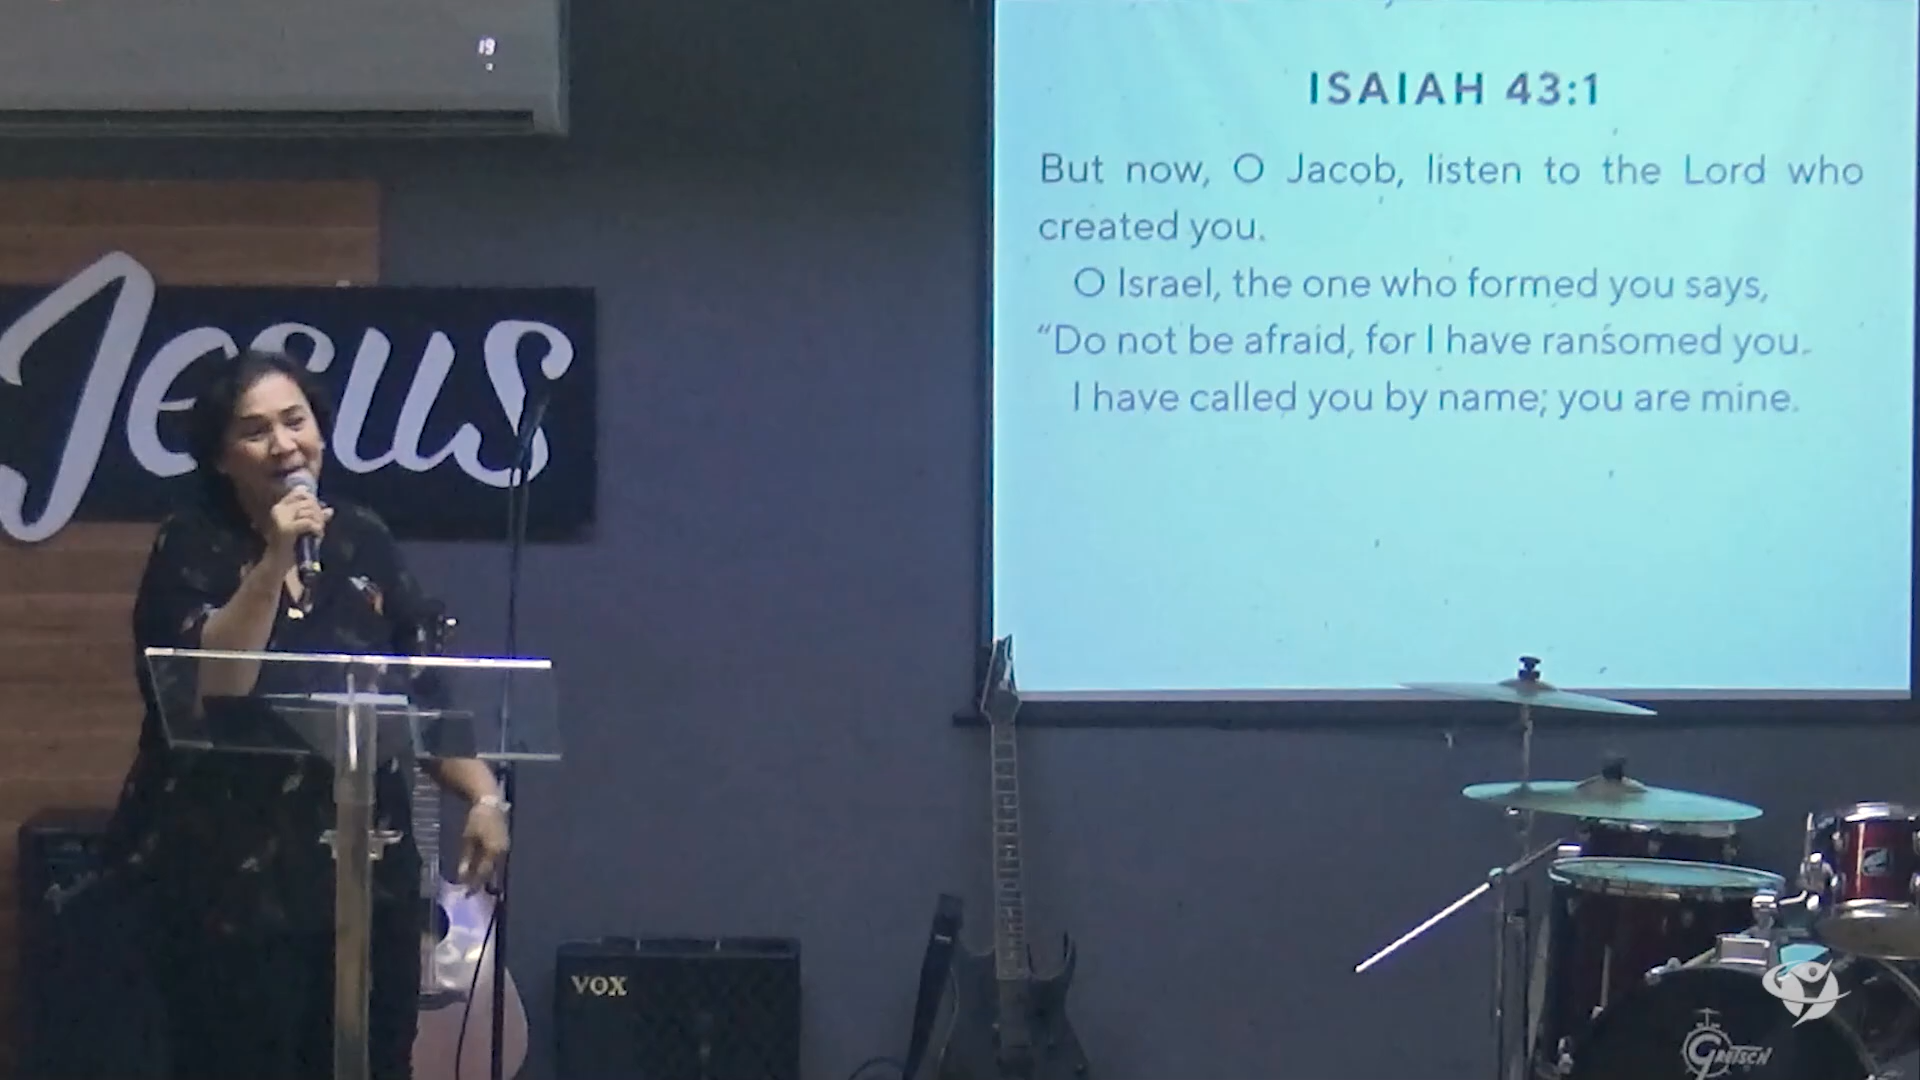 19
ISAIAH 43:1
But now, O Jacob, listen to the Lord who
created you.
O Israel, the one who formed you says,
“Do not be afraid, for I have ransomed you.
I have called you by name; you are mine.
Jesus
VOX
GRETSCH